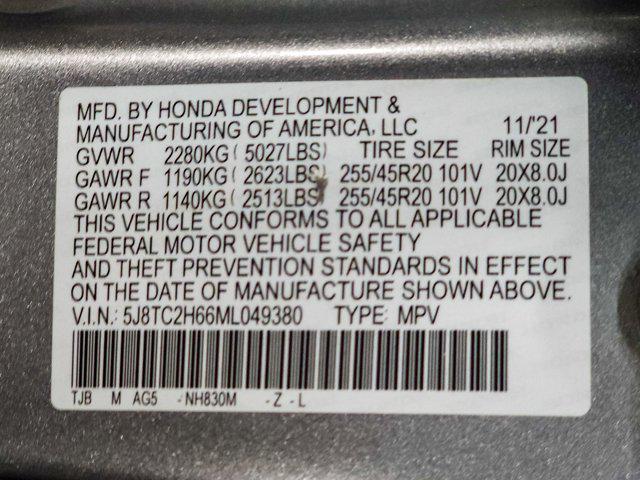 MFD. BY HONDA DEVELOPMENT &
MANUFACTURING OF AMERICA, LLC 11/'21
GVWR 2280KG ( 5027LBS) TIRE SIZE RIM SIZE
GAWR F 1190KG ( 2623LBS) 255/45R20 101V 20X8.0J
GAWR R 1140KG ( 2513LBS) 255/45R20 101V 20X8.0J
THIS VEHICLE CONFORMS TO ALL APPLICABLE
FEDERAL MOTOR VEHICLE SAFETY
AND THEFT PREVENTION STANDARDS IN EFFECT
ON THE DATE OF MANUFACTURE SHOWN ABOVE.
V.I.N.: 5J8TC2H66ML049380 TYPE: MPV
TJB M AG5 -NH830M -Z-L